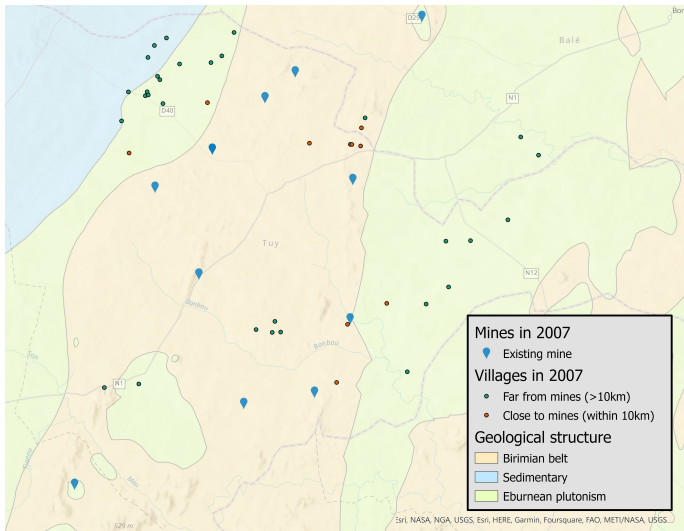 D29
Bor
Balé
N1
D40
Tuy
N12
Bonbou
Bonbou
N1
Mou
529 m
Mines in 2007
Existing mine
Villages in 2007
Far from mines (>10km)
Close to mines (within 10km)
Geological structure
Birimian belt
Sedimentary
Eburnean plutonism
Esri, NASA, NGA, USGS, Esri, HERE, Garmin, Foursquare, FAO, METI/NASA, USGS